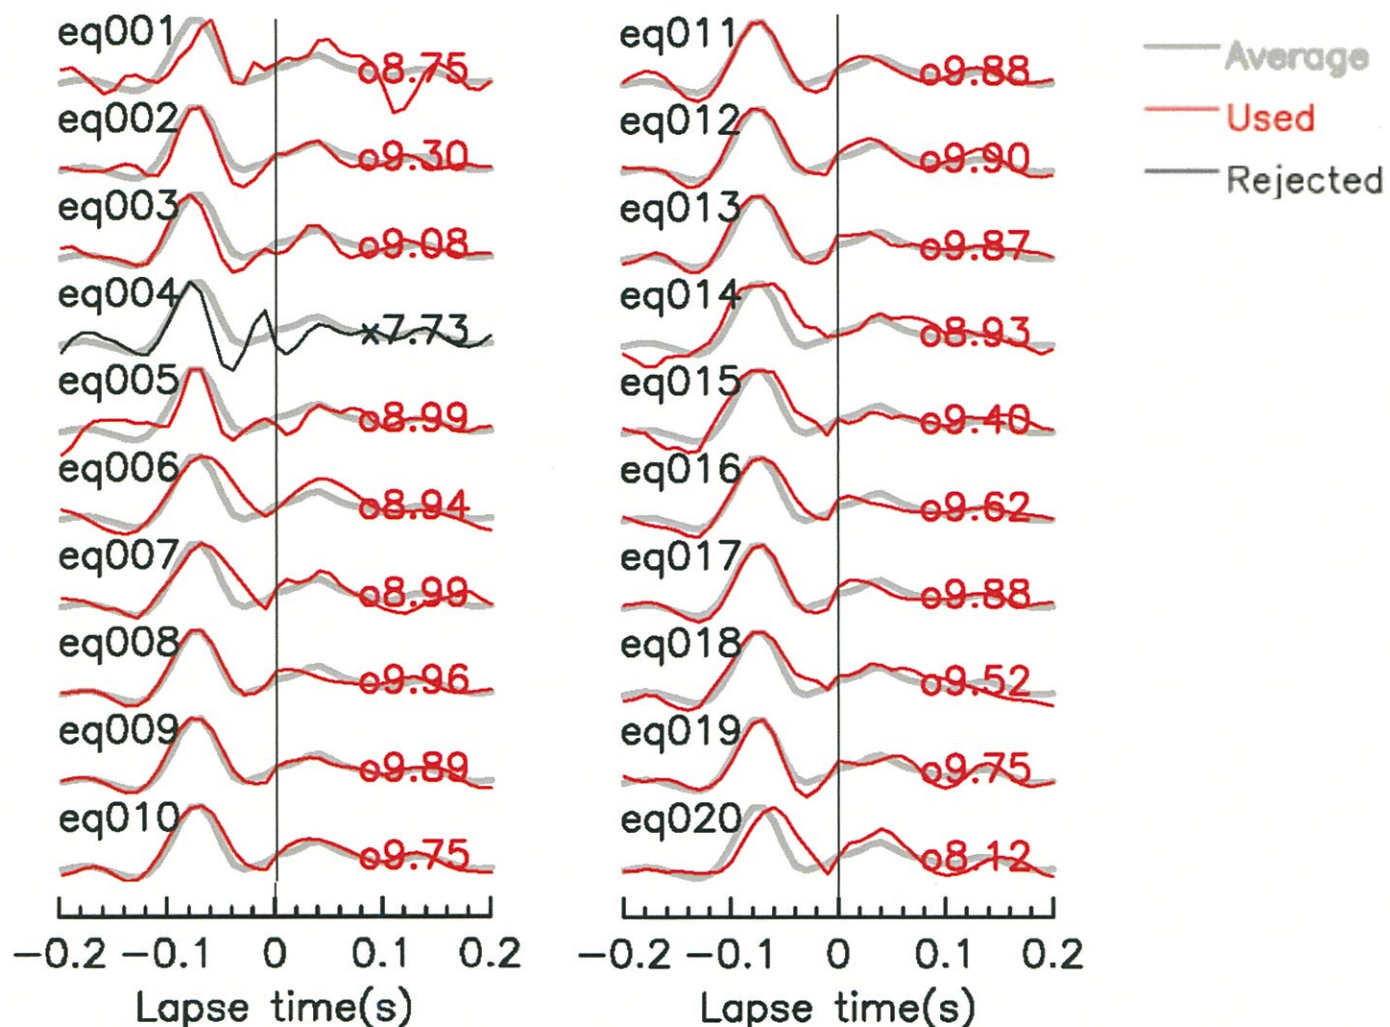 eq001
o8.75
eq002
o9.30
eq003
o9.08
eq004
x7.73
eq005
o8.99
eq006
o8.94
eq007
o8.99
eq008
o9.96
eq009
o9.89
eq010
o9.75
−0.2 −0.1 0 0.1 0.2
Lapse time(s)
eq011
o9.88
eq012
o9.90
eq013
o9.87
eq014
o8.93
eq015
o9.40
eq016
o9.62
eq017
o9.88
eq018
o9.52
eq019
o9.75
eq020
o8.12
−0.2 −0.1 0 0.1 0.2
Lapse time(s)
Average
Used
Rejected